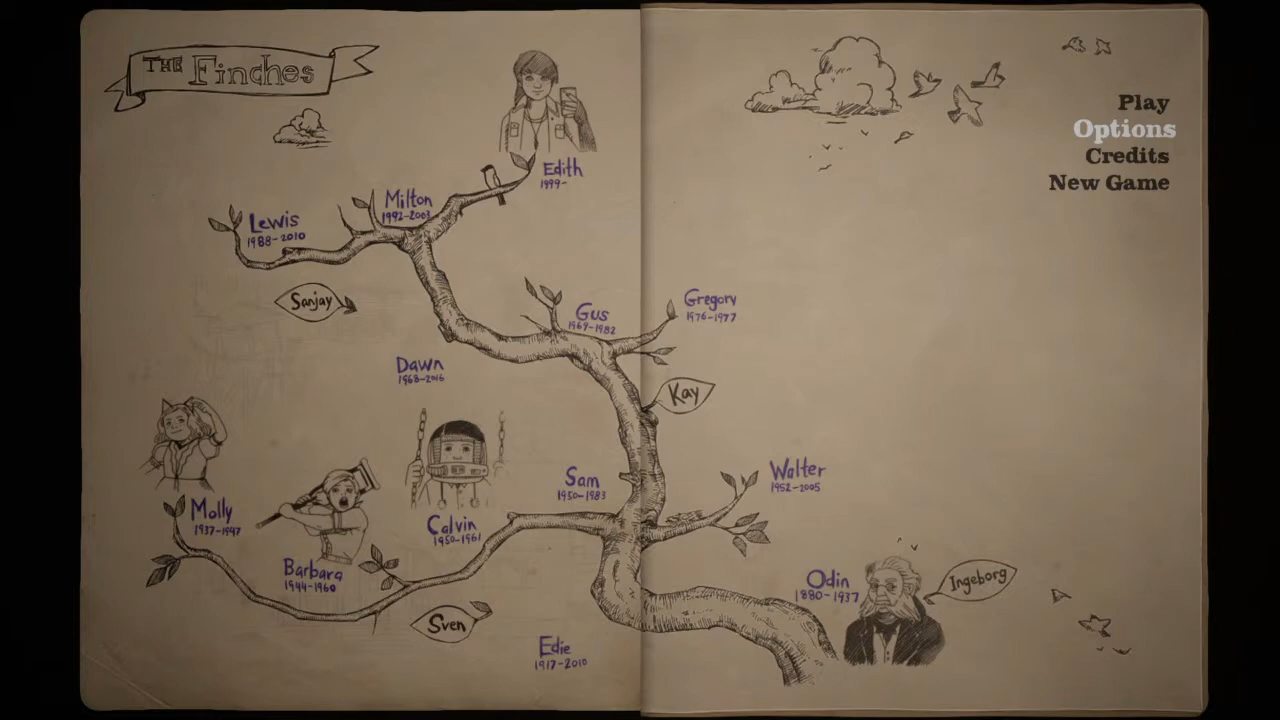 THE Finches
Play
Options
Credits
New Game
Edith
1999-
Milton
1992-2003
Lewis
1988-2010
Sanjay
Gus
1969-1982
Gregory
1976-1977
Dawn
1968-2016
Kay
Sam
1950-1983
Walter
1952-2005
Molly
1937-1947
Calvin
1950-1961
Barbara
1944-1960
Sven
Odin
1880-1937
Ingeborg
Edie
1917-2010